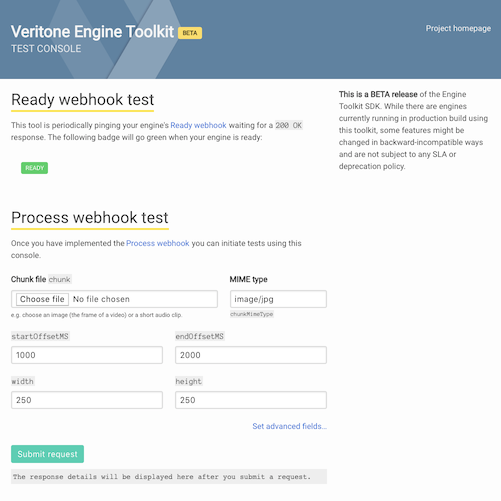 Veritone Engine Toolkit BETA
TEST CONSOLE
Project homepage
Ready webhook test
This tool is periodically pinging your engine's Ready webhook waiting for a 200 OK
response. The following badge will go green when your engine is ready:
READY
This is a BETA release of the Engine
Toolkit SDK. While there are engines
currently running in production build using
this toolkit, some features might be
changed in backward-incompatible ways
and are not subject to any SLA or
deprecation policy.
Process webhook test
Once you have implemented the Process webhook you can initiate tests using this
console.
Chunk file chunk
MIME type
Choose file No file chosen
image/jpg
e.g. choose an image (the frame of a video) or a short audio clip.
chunkMimeType
startOffsetMS
endOffsetMS
1000
2000
width
height
250
250
Set advanced fields...
Submit request
The response details will be displayed here after you submit a request.